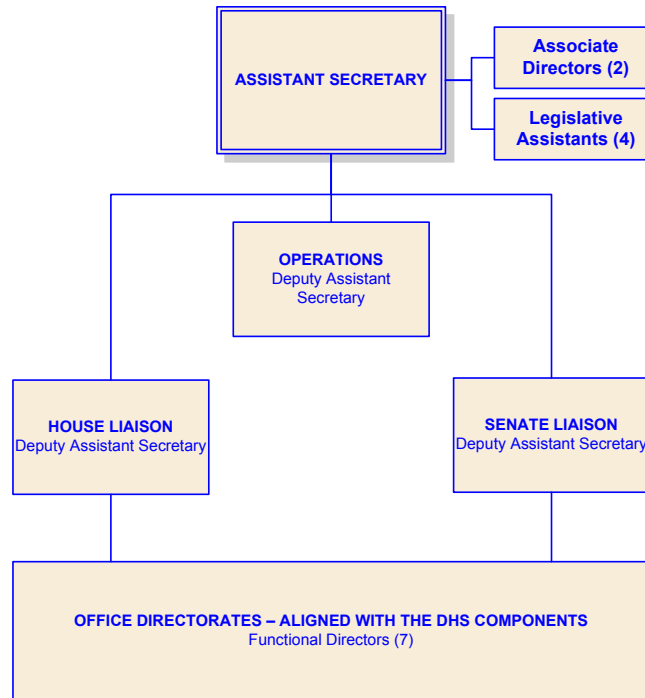 ASSISTANT SECRETARY
Associate
Directors (2)
Legislative
Assistants (4)
OPERATIONS
Deputy Assistant
Secretary
HOUSE LIAISON
Deputy Assistant Secretary
SENATE LIAISON
Deputy Assistant Secretary
OFFICE DIRECTORATES – ALIGNED WITH THE DHS COMPONENTS
Functional Directors (7)